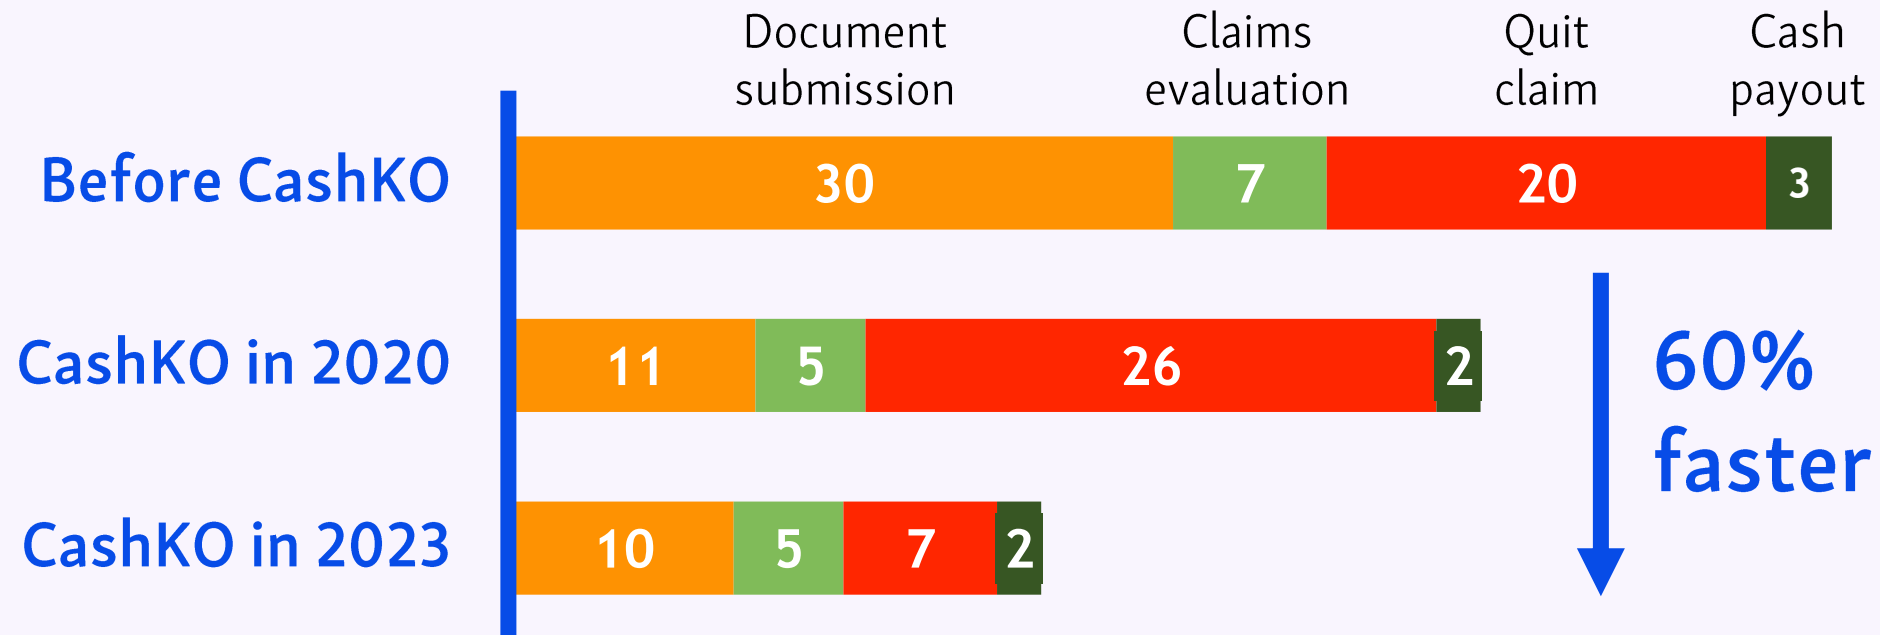 Document
submission
Claims
evaluation
Quit
claim
Cash
payout
Before CashKO
30
7
20
3
CashKO in 2020
11
5
26
2
CashKO in 2023
10
5
7
2
60%
faster